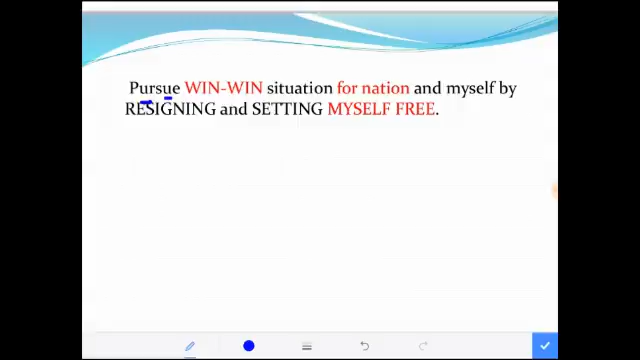 Pursue WIN-WIN situation for nation and myself by
RESIGNING and SETTING MYSELF FREE.